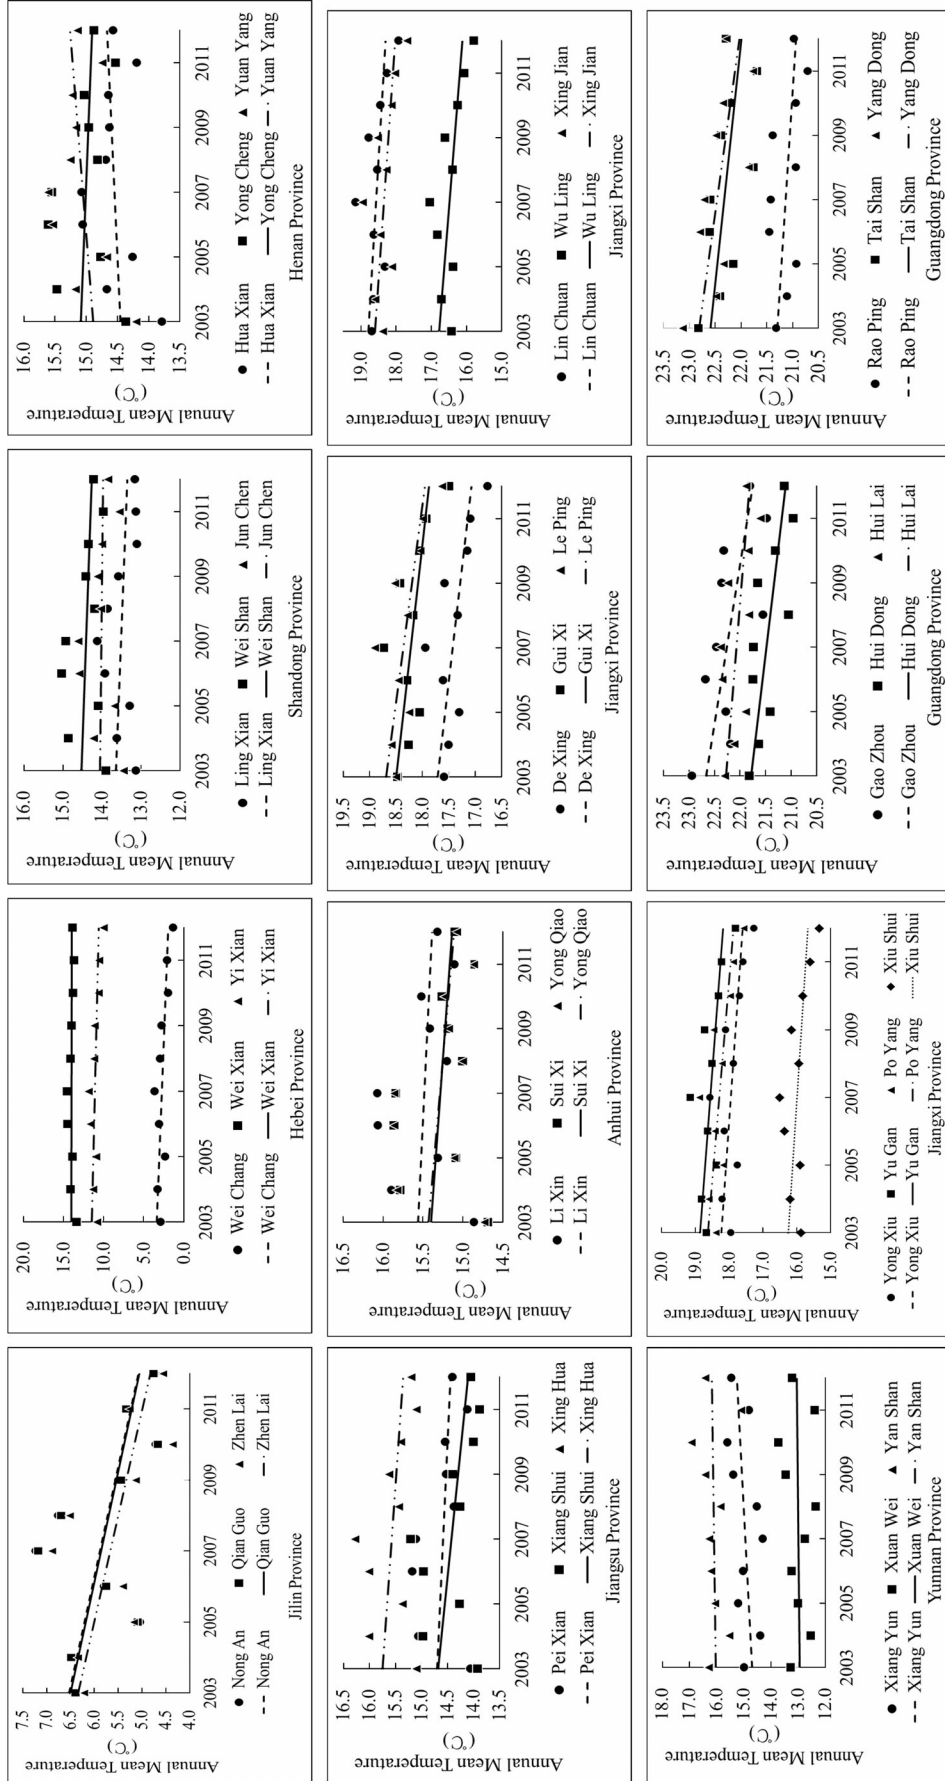 Annual Mean Temperature
(℃)
7.5
7.0
6.5
6.0
5.5
5.0
4.5
4.0
2003 2005 2007 2009 2011
Nong An Qian Guo Zhen Lai
Nong An Qian Guo Zhen Lai
Jilin Province
Annual Mean Temperature
(℃)
20.0
15.0
10.0
5.0
0.0
2003 2005 2007 2009 2011
Wei Chang Wei Xian Yi Xian
Wei Chang Wei Xian Yi Xian
Hebei Province
Annual Mean Temperature
(℃)
16.0
15.0
14.0
13.0
12.0
2003 2005 2007 2009 2011
Ling Xian Wei Shan Jun Chen
Ling Xian Wei Shan Jun Chen
Shandong Province
Annual Mean Temperature
(℃)
16.0
15.5
15.0
14.5
14.0
13.5
2003 2005 2007 2009 2011
Hua Xian Yong Cheng Yuan Yang
Hua Xian Yong Cheng Yuan Yang
Henan Province
Annual Mean Temperature
(℃)
16.5
15.5
14.5
13.5
2003 2005 2007 2009 2011
Pei Xian Xiang Shui Xing Hua
Pei Xian Xiang Shui Xing Hua
Jiangsu Province
Annual Mean Temperature
(℃)
16.5
15.5
14.5
2003 2005 2007 2009 2011
Li Xin Sui Xi Yong Qiao
Li Xin Sui Xi Yong Qiao
Anhui Province
Annual Mean Temperature
(℃)
19.5
18.0
16.5
2003 2005 2007 2009 2011
De Xing Gui Xi Le Ping
De Xing Gui Xi Le Ping
Jiangxi Province
Annual Mean Temperature
(℃)
19.0
18.0
17.0
16.0
15.0
2003 2005 2007 2009 2011
Lin Chuan Wu Ling Xing Jian
Lin Chuan Wu Ling Xing Jian
Jiangxi Province
Annual Mean Temperature
(℃)
18.0
17.0
16.0
15.0
14.0
13.0
12.0
2003 2005 2007 2009 2011
Xiang Yun Xuan Wei Yan Shan
Xiang Yun Xuan Wei Yan Shan
Yunnan Province
Annual Mean Temperature
(℃)
20.0
19.0
18.0
17.0
16.0
15.0
2003 2005 2007 2009 2011
Yong Xiu Yu Gan Po Yang Xiu Shui
Yong Xiu Yu Gan Po Yang Xiu Shui
Jiangxi Province
Annual Mean Temperature
(℃)
23.5
23.0
22.5
22.0
21.5
21.0
20.5
2003 2005 2007 2009 2011
Gao Zhou Hui Dong Hui Lai
Gao Zhou Hui Dong Hui Lai
Guangdong Province
Annual Mean Temperature
(℃)
23.5
23.0
22.5
22.0
21.5
21.0
20.5
2003 2005 2007 2009 2011
Rao Ping Tai Shan Yang Dong
Rao Ping Tai Shan Yang Dong
Guangdong Province